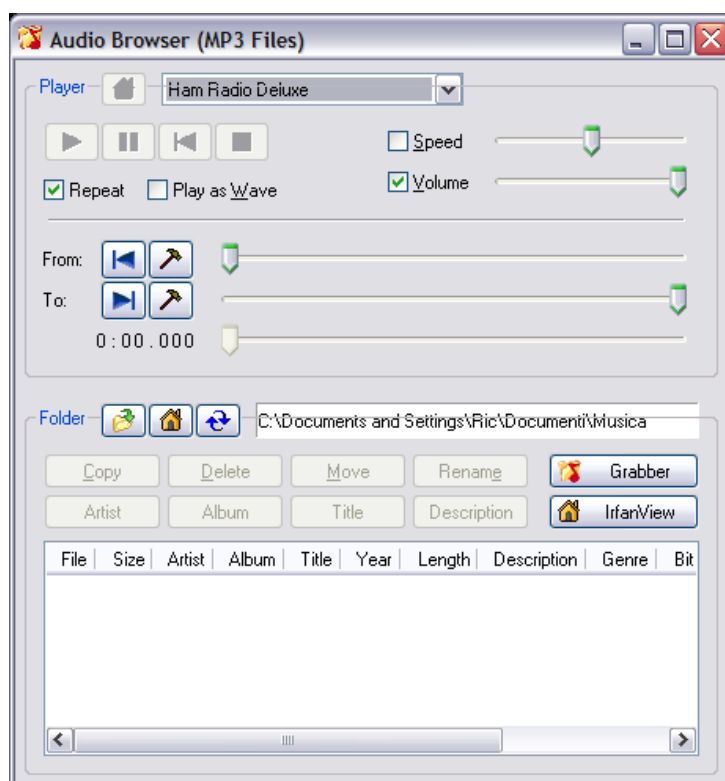 Audio Browser (MP3 Files)
Player
Ham Radio Deiuxe
Speed
Repeat Play as Wave Volume
From:
To:
0:00.000
Folder C:\Documents and Settings\Ric\Documenti\Musica
Copy Delete Move Rename Grabber
Artist Album Title Description IrfanView
File Size Artist Album Title Year Length Description Genre Bit